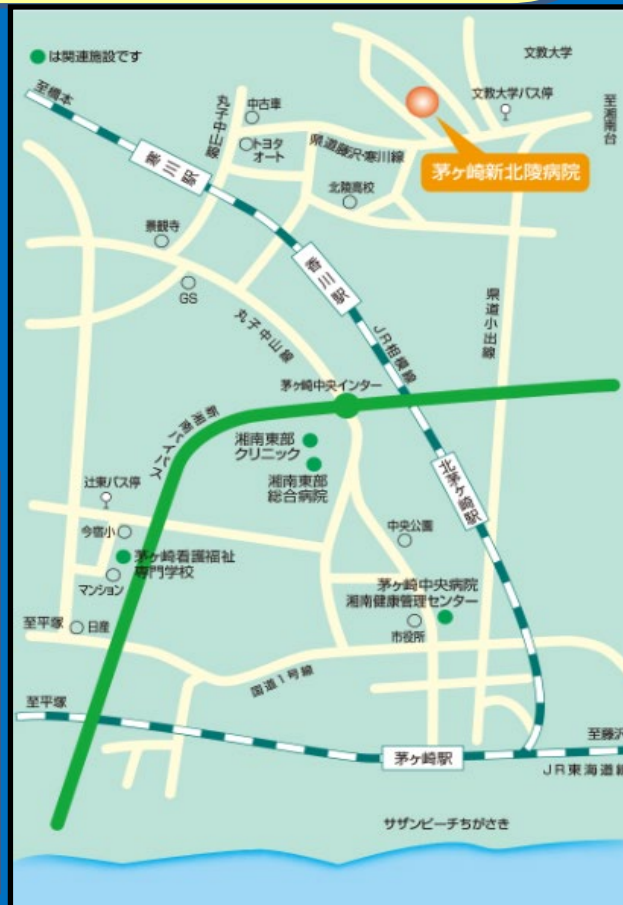 は関連施設です
文教大学
至橋本
丸子中山線
中古車
文教大学バス停
至湘南台
トヨタ
オート
県道藤沢・寒川線
茅ヶ崎新北陵病院
寒川駅
北陵高校
景観寺
香川駅
GS
県道小出線
丸子中山線
JR相模線
茅ヶ崎中央インター
新湘南バイパス
湘南東部
クリニック
湘南東部
総合病院
北茅ヶ崎駅
辻東バス停
今宿小
中央公園
茅ヶ崎看護福祉
専門学校
マンション
茅ヶ崎中央病院
湘南健康管理センター
至平塚
日産
市役所
国道1号線
至平塚
至藤沢
茅ヶ崎駅
JR東海道線
サザンビーチちがさき